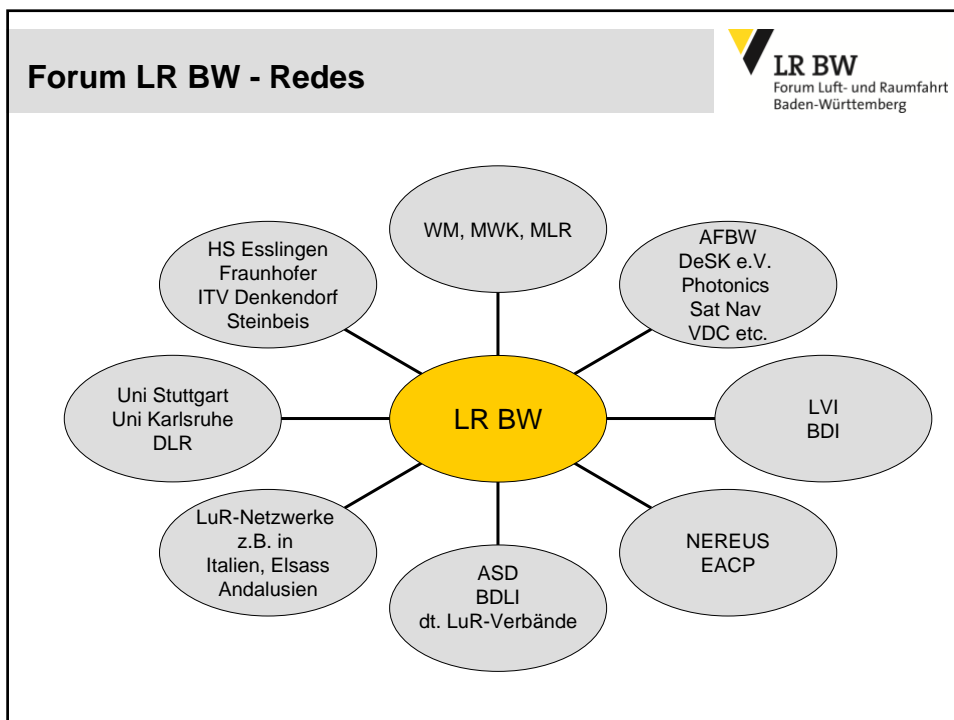 Forum LR BW - Redes
LR BW
Forum Luft- und Raumfahrt
Baden-Württemberg
WM, MWK, MLR
HS Esslingen
Fraunhofer
ITV Denkendorf
Steinbeis
AFBW
DeSK e.V.
Photonics
Sat Nav
VDC etc.
Uni Stuttgart
Uni Karlsruhe
DLR
LR BW
LVI
BDI
LuR-Netzwerke
z.B. in
Italien, Elsass
Andalusien
ASD
BDLI
dt. LuR-Verbände
NEREUS
EACP